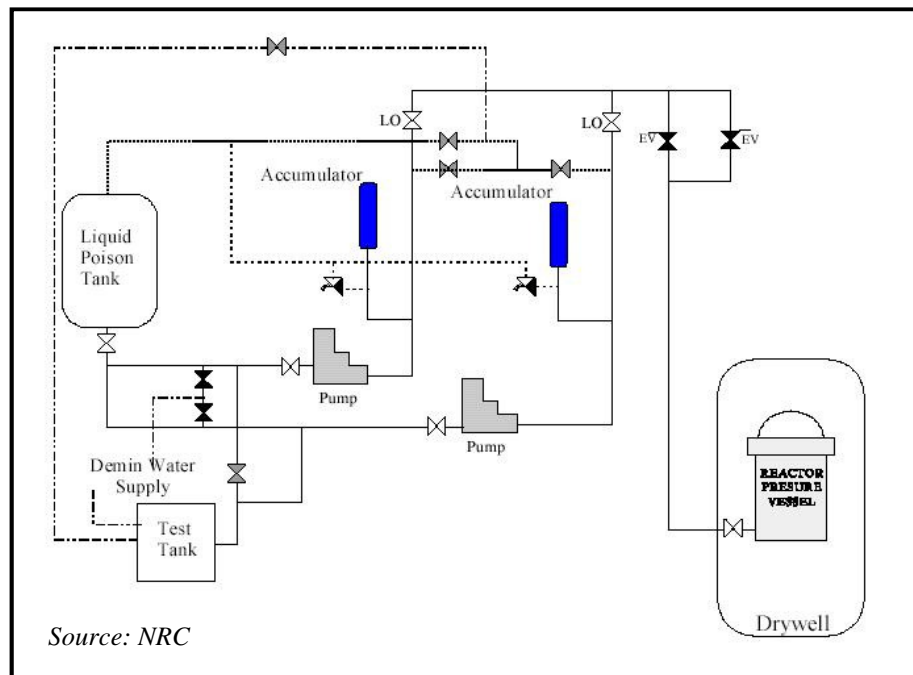 LO
LO
EV
EV
Accumulator
Accumulator
Liquid
Poison
Tank
Pump
Pump
Demin Water
Supply
Test
Tank
REACTOR
PRESURE
VESSEL
Drywell
Source: NRC